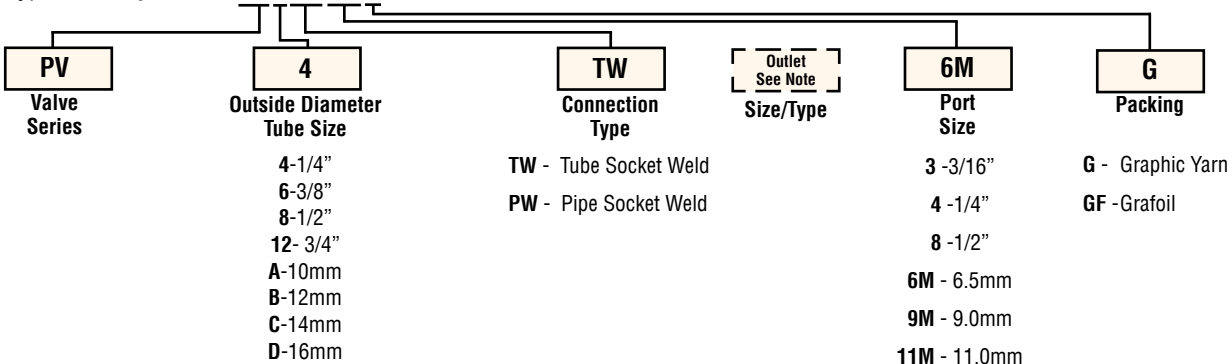 PV
Valve
Series
4
Outside Diameter
Tube Size
4-1/4”
6-3/8”
8-1/2”
12- 3/4”
A-10mm
B-12mm
C-14mm
D-16mm
TW
Connection
Type
TW - Tube Socket Weld
PW - Pipe Socket Weld
Outlet
See Note
Size/Type
6M
Port
Size
3 -3/16”
4 -1/4”
8 -1/2”
6M - 6.5mm
9M - 9.0mm
11M - 11.0mm
G
Packing
G - Graphic Yarn
GF -Grafoil